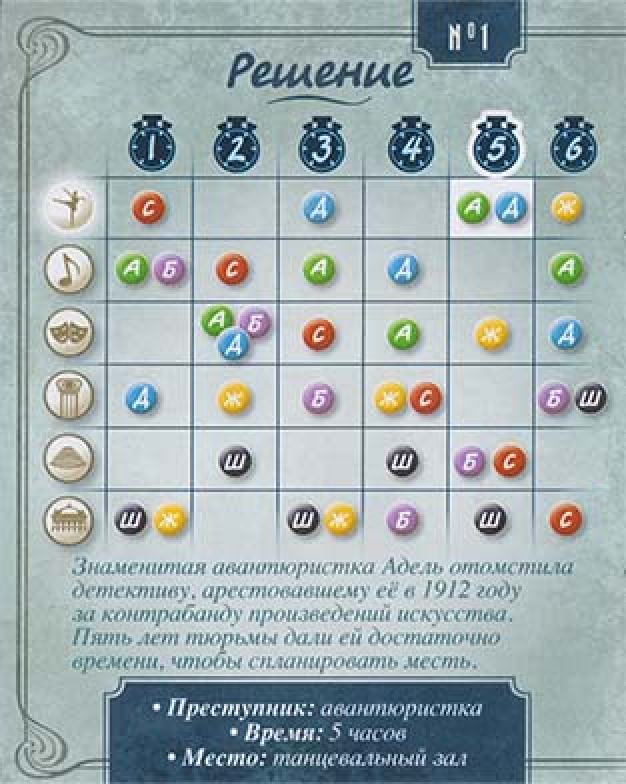 №1
Решение
1 2 3 4 5 6
С Д А Д Ж
А Б С А Д А
А Б Д С А Ж Д
Д Ж Б Ж С Б Ш
Ш Ш Б С
Ш Ж Ш Ж Б Ш С
Знаменитая авантюристка Адель отомстила
детективу, арестовавшему её в 1912 году
за контрабанду произведений искусства.
Пять лет тюрьмы дали ей достаточно
времени, чтобы спланировать месть.
• Преступник: авантюристка
• Время: 5 часов
• Место: танцевальный зал